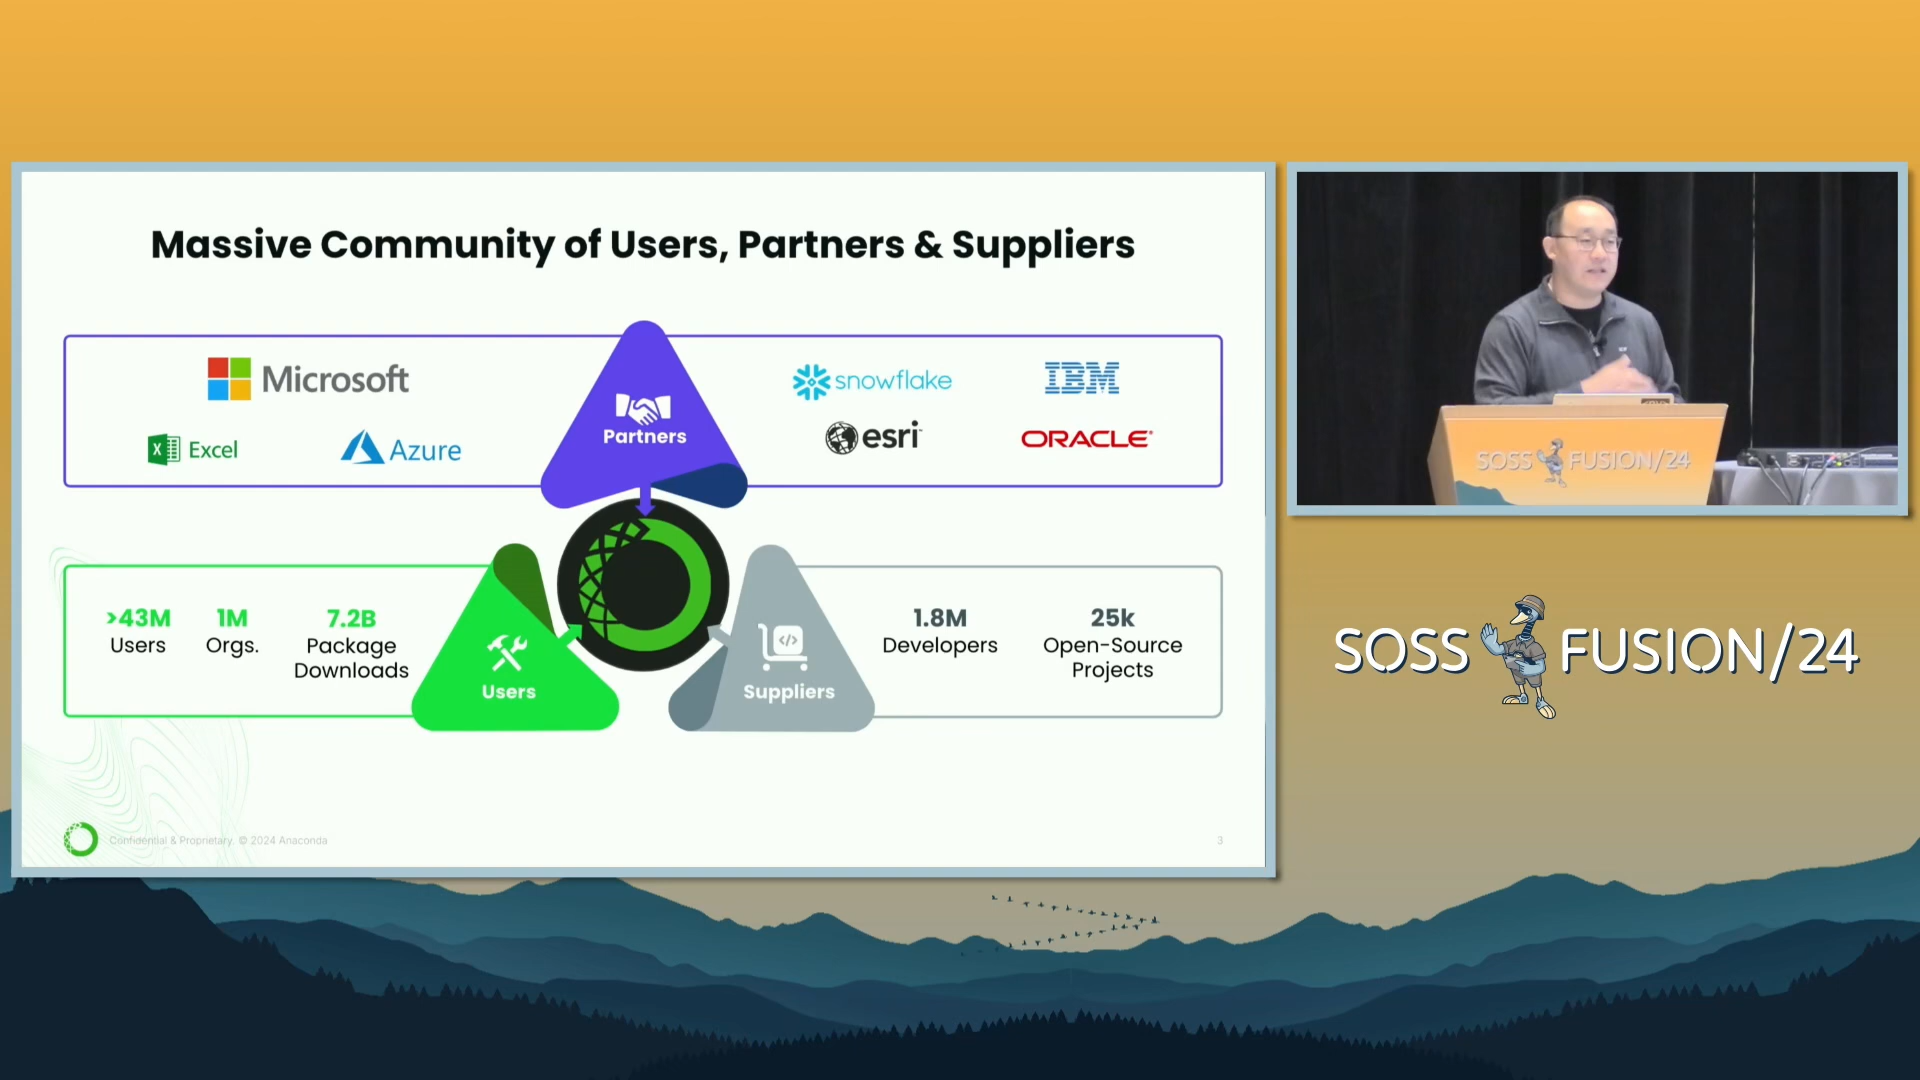 Massive Community of Users, Partners & Suppliers
Microsoft
Excel
Azure
Partners
snowflake
IBM
esri
ORACLE
>43M
Users
1M
Orgs.
7.2B
Package
Downloads
Users
Suppliers
1.8M
Developers
25k
Open-Source
Projects
Confidential & Proprietary. © 2024 Anaconda
3
SOSS FUSION/24
SOSS FUSION/24